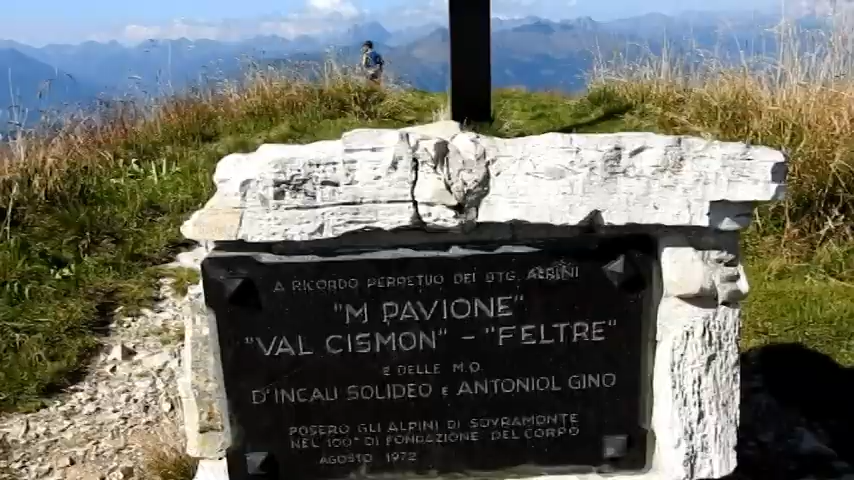 A RICORDO PERPETUO DEI BTG. ALPINI
"M. PAVIONE"
"VAL CISMON" - "FELTRE"
E DELLE M.O.
D'INCAU SOLIDEO E ANTONIOL GINO
POSERO GLI ALPINI DI SOVRAMONTE
NEL 100° DI FONDAZIONE DEL CORPO
AGOSTO 1972